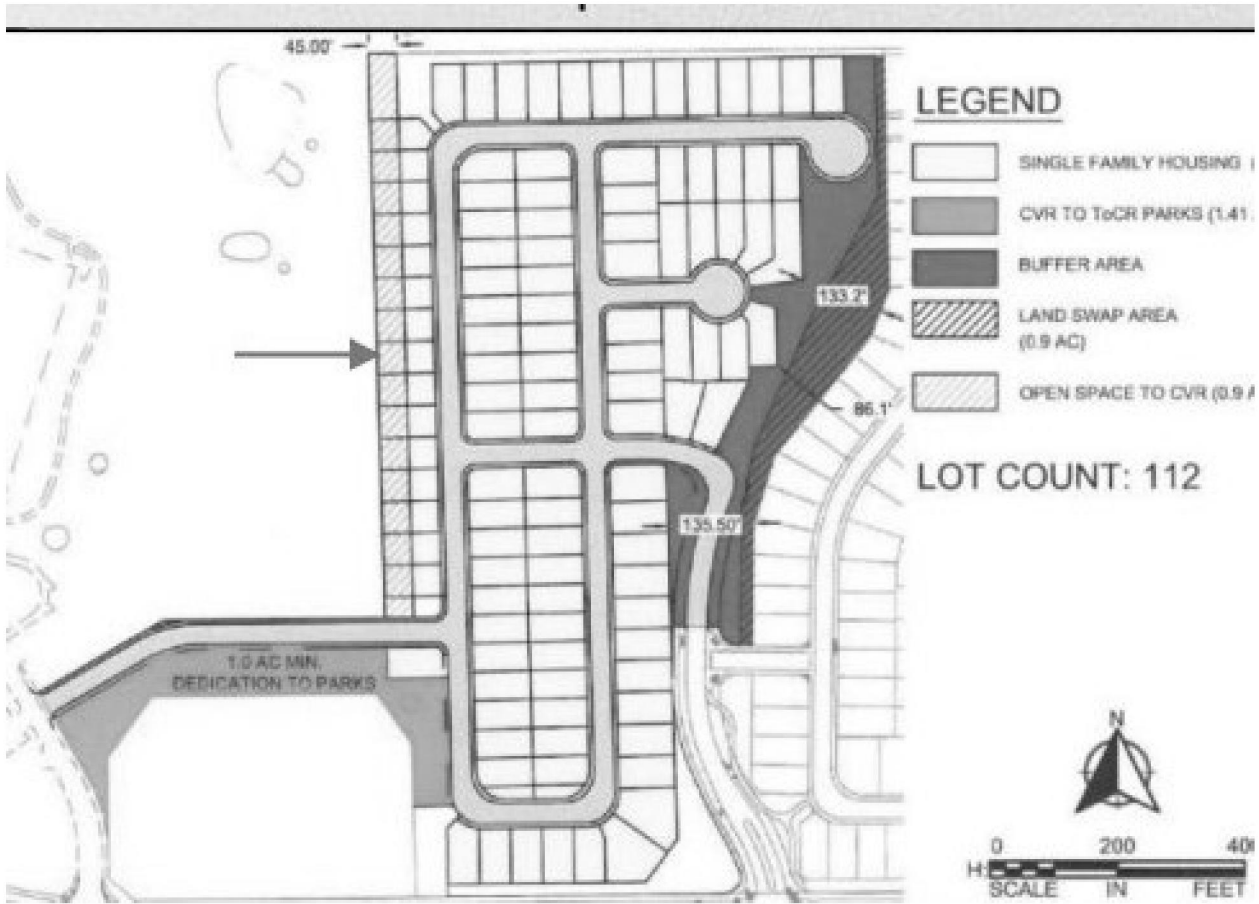 45.00'
LEGEND
SINGLE FAMILY HOUSING
CVR TO ToCR PARKS (1.41
BUFFER AREA
LAND SWAP AREA
(0.9 AC)
OPEN SPACE TO CVR (0.9 A
LOT COUNT: 112
133.2'
86.1'
135.50'
1.0 AC MIN.
DEDICATION TO PARKS
N
0 200 400
H:
SCALE IN FEET